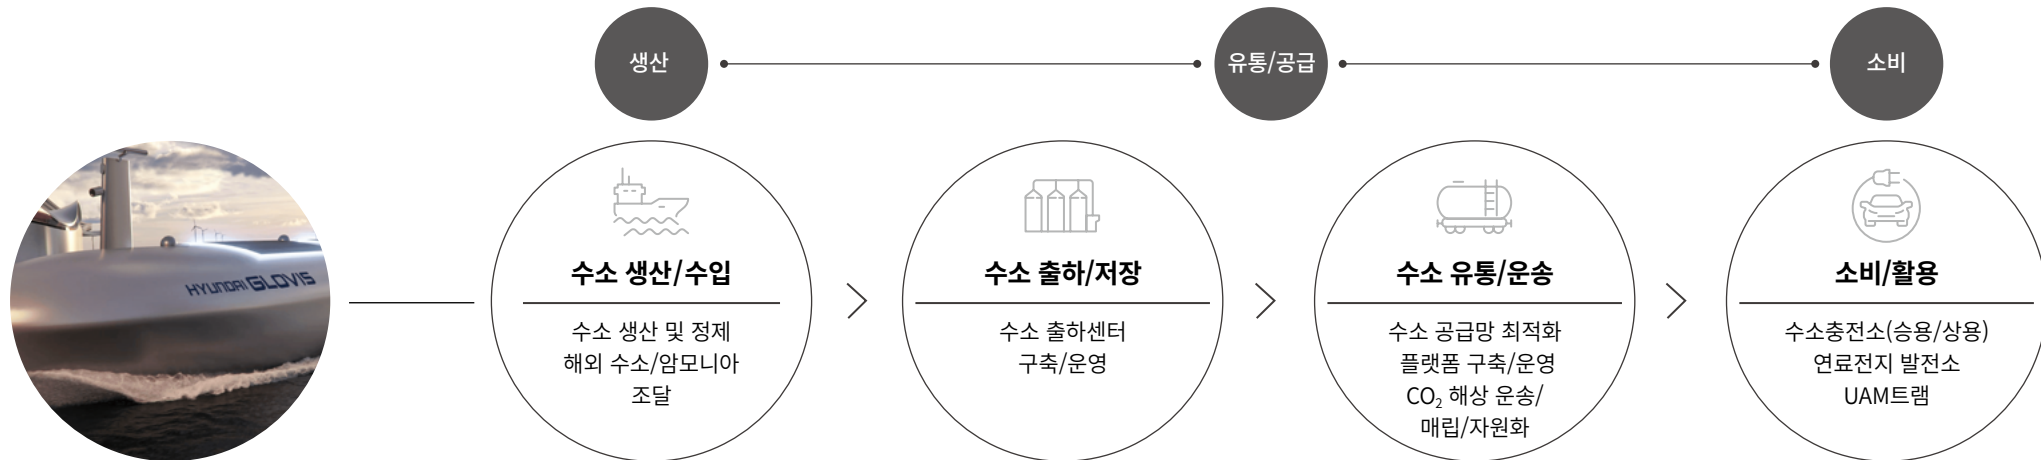 생산
유통/공급
소비
HYUNDAI GLOVIS
수소 생산/수입
수소 생산 및 정제
해외 수소/암모니아
조달
수소 출하/저장
수소 출하센터
구축/운영
수소 유통/운송
수소 공급망 최적화
플랫폼 구축/운영
CO₂ 해상 운송/
매립/자원화
소비/활용
수소충전소(승용/상용)
연료전지 발전소
UAM트램